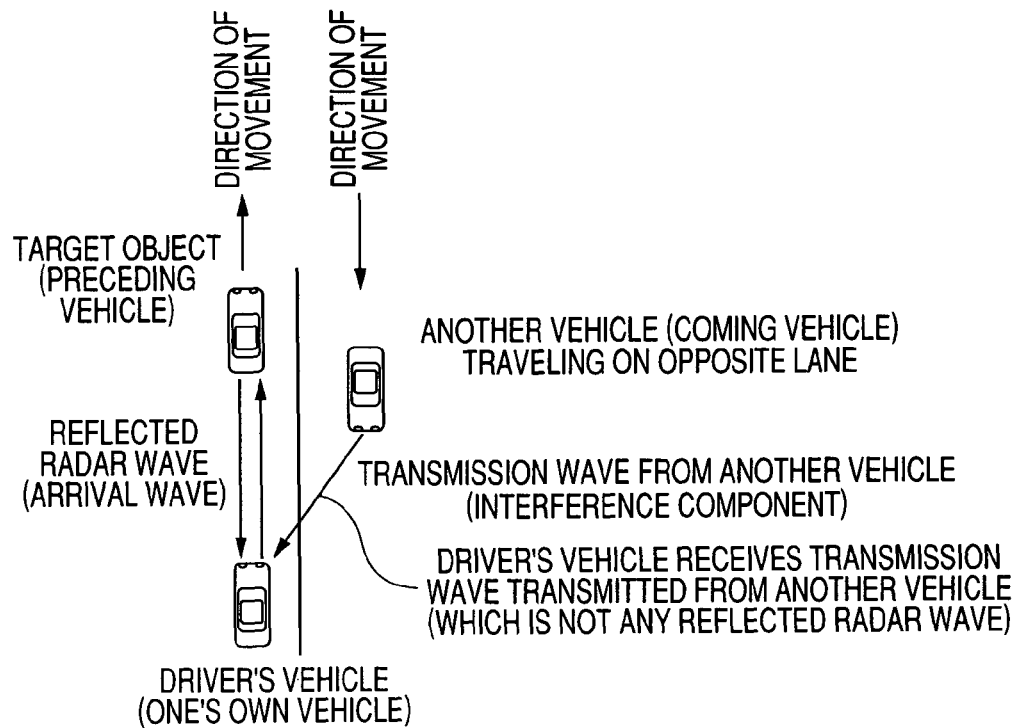 DIRECTION OF
MOVEMENT
DIRECTION OF
MOVEMENT
TARGET OBJECT
(PRECEDING
VEHICLE)
ANOTHER VEHICLE (COMING VEHICLE)
TRAVELING ON OPPOSITE LANE
REFLECTED
RADAR WAVE
(ARRIVAL WAVE)
TRANSMISSION WAVE FROM ANOTHER VEHICLE
(INTERFERENCE COMPONENT)
DRIVER'S VEHICLE RECEIVES TRANSMISSION
WAVE TRANSMITTED FROM ANOTHER VEHICLE
(WHICH IS NOT ANY REFLECTED RADAR WAVE)
DRIVER'S VEHICLE
(ONE'S OWN VEHICLE)